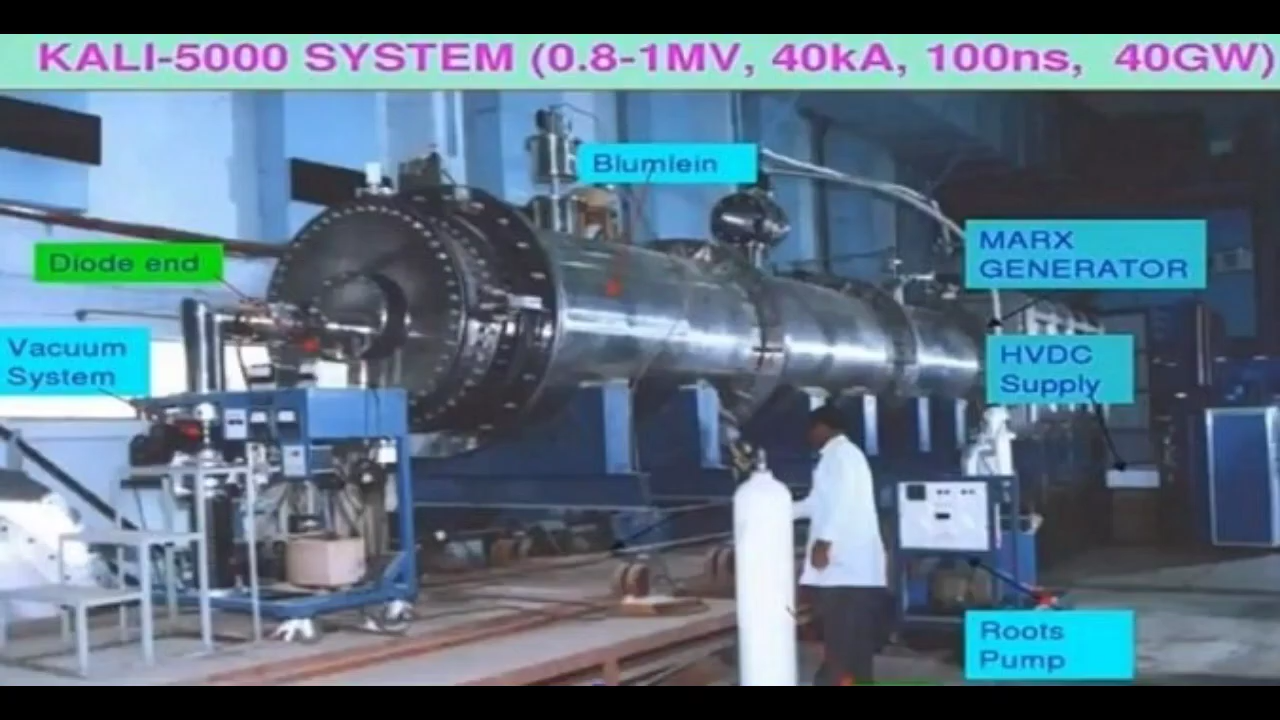 KALI-5000 SYSTEM (0.8-1MV, 40kA, 100ns, 40GW)
Blumlein
MARX
GENERATOR
Diode end
Vacuum
System
HVDC
Supply
Roots
Pump